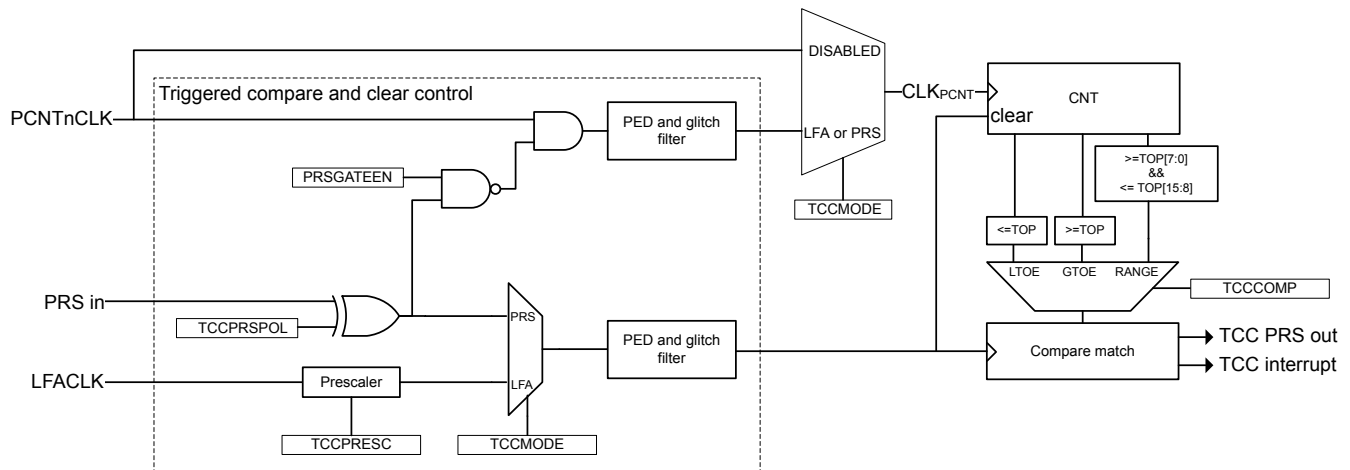 DISABLED
Triggered compare and clear control
PCNTnCLK
PED and glitch
filter
LFA or PRS
CLKPCNT
CNT
clear
>=TOP[7:0]
&&
<= TOP[15:8]
PRSGATEEN
TCCMODE
<=TOP
>=TOP
LTOE
GTOE
RANGE
TCCCOMP
PRS in
TCCPRSPOL
PRS
PED and glitch
filter
Compare match
TCC PRS out
TCC interrupt
LFACLK
Prescaler
LFA
TCCPRESC
TCCMODE